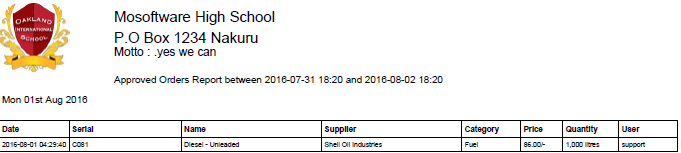 OAKLAND
INTERNATIONAL
SCHOOL
Mosoftware High School
P.O Box 1234 Nakuru
Motto : .yes we can
Approved Orders Report between 2016-07-31 18:20 and 2016-08-02 18:20
Mon 01st Aug 2016
Date Serial Name Supplier Category Price Quantity User
2016-08-01 04:29:40 C081 Diesel - Unleaded Shell Oil Industries Fuel 86.00/- 1,000 litres support